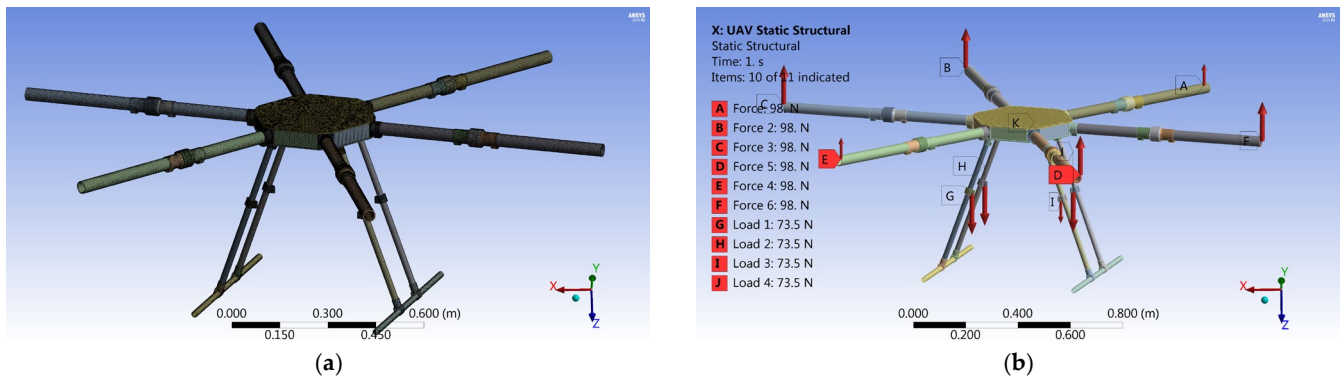 ANSYS
X
Y
Z
0.000
0.300
0.600 (m)
0.150
0.450
(a)
ANSYS
X: UAV Static Structural
Static Structural
Time: 1. s
Items: 10 of 11 indicated
A Force: 98. N
B Force 2: 98. N
C Force 3: 98. N
D Force 5: 98. N
E Force 4: 98. N
F Force 6: 98. N
G Load 1: 73.5 N
H Load 2: 73.5 N
I Load 3: 73.5 N
J Load 4: 73.5 N
B
A
C
K
F
E
H
D
G
I
X
Y
Z
0.000
0.400
0.800 (m)
0.200
0.600
(b)